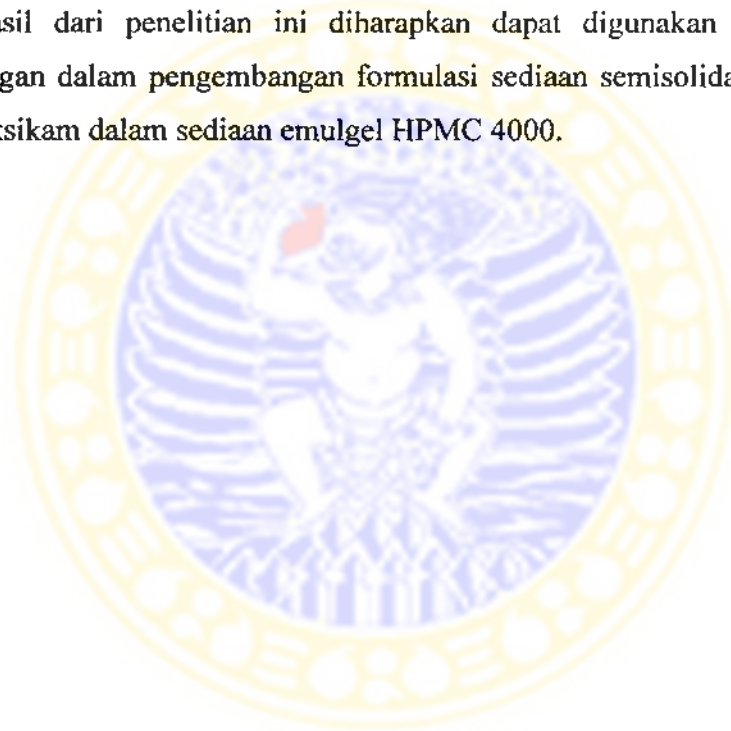 asil dari penelitian ini diharapkan dapat digunakan
gan dalam pengembangan formulasi sediaan semisolida
ksikam dalam sediaan emulgel HPMC 4000.